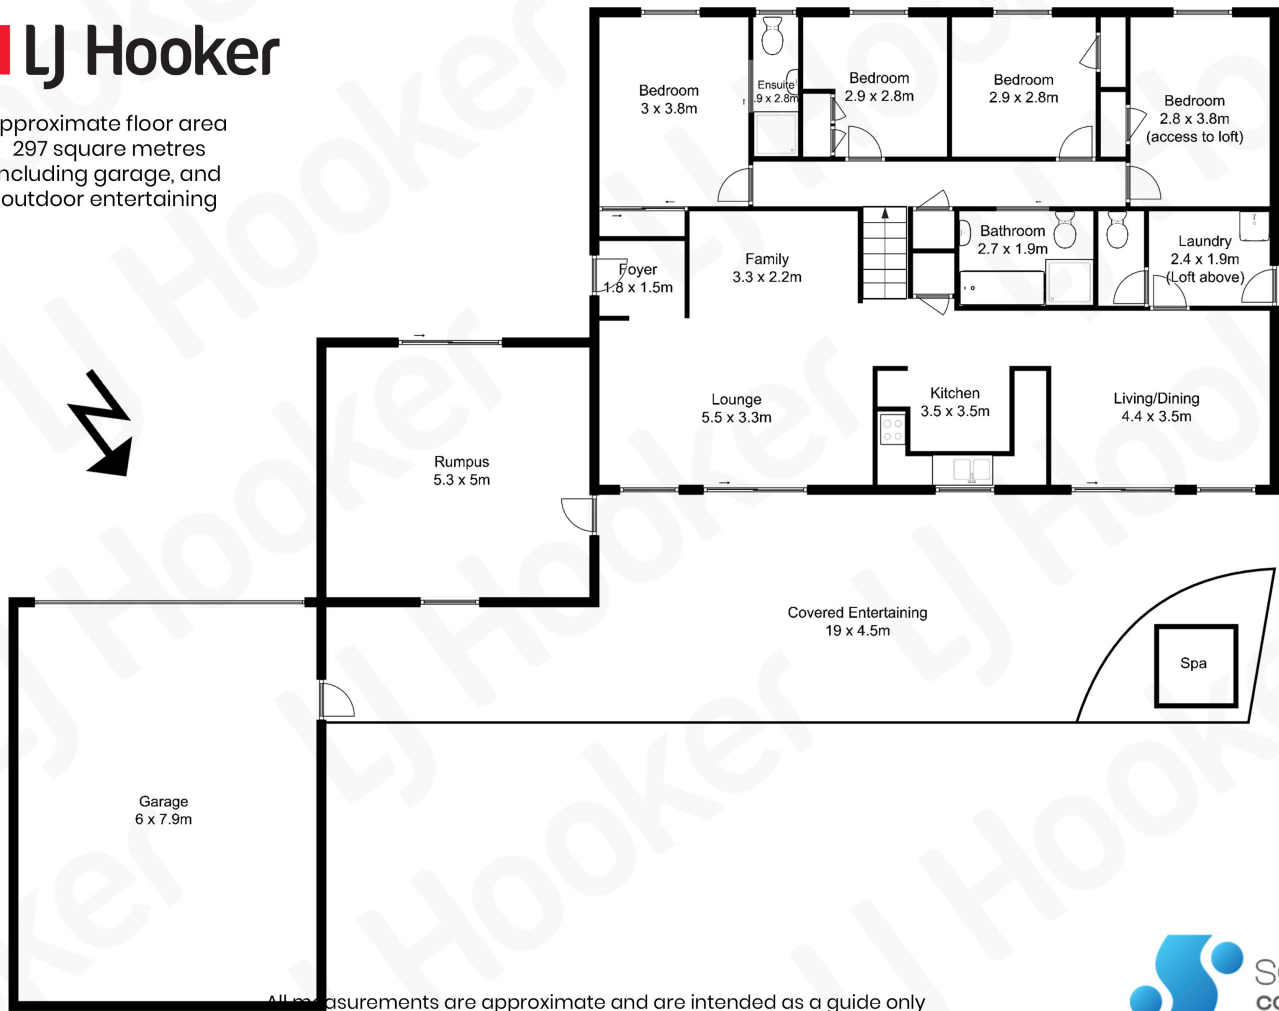 LJ Hooker
pproximate floor area
297 square metres
ncluding garage, and
outdoor entertaining
Bedroom
3 x 3.8m
Ensuite
.9 x 2.8m
Bedroom
2.9 x 2.8m
Bedroom
2.9 x 2.8m
Bedroom
2.8 x 3.8m
(access to loft)
Foyer
1.8 x 1.5m
Family
3.3 x 2.2m
Bathroom
2.7 x 1.9m
Laundry
2.4 x 1.9m
(Loft above)
Lounge
5.5 x 3.3m
Kitchen
3.5 x 3.5m
Living/Dining
4.4 x 3.5m
Rumpus
5.3 x 5m
Covered Entertaining
19 x 4.5m
Spa
Garage
6 x 7.9m
All measurements are approximate and are intended as a guide only